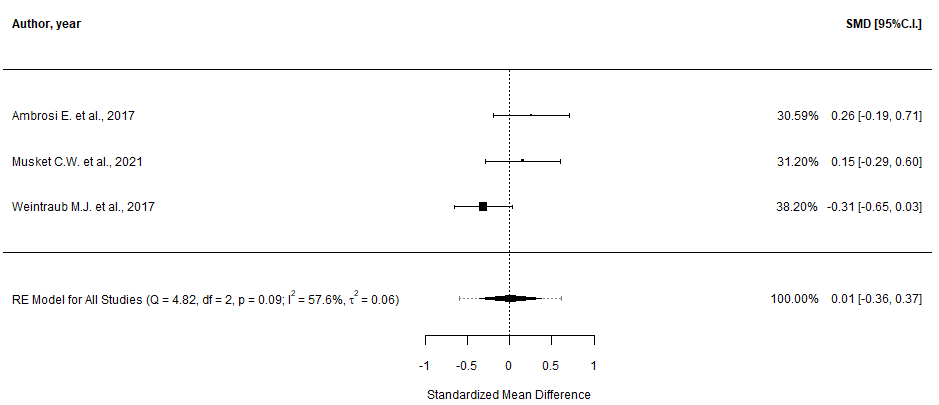 Author, year SMD [95%C.I.]
Ambrosi E. et al., 2017 30.59% 0.26 [-0.19, 0.71]
Musket C.W. et al., 2021 31.20% 0.15 [-0.29, 0.60]
Weintraub M.J. et al., 2017 38.20% -0.31 [-0.65, 0.03]
RE Model for All Studies (Q = 4.82, df = 2, p = 0.09; I² = 57.6%, τ² = 0.06) 100.00% 0.01 [-0.36, 0.37]
-1 -0.5 0 0.5 1
Standardized Mean Difference